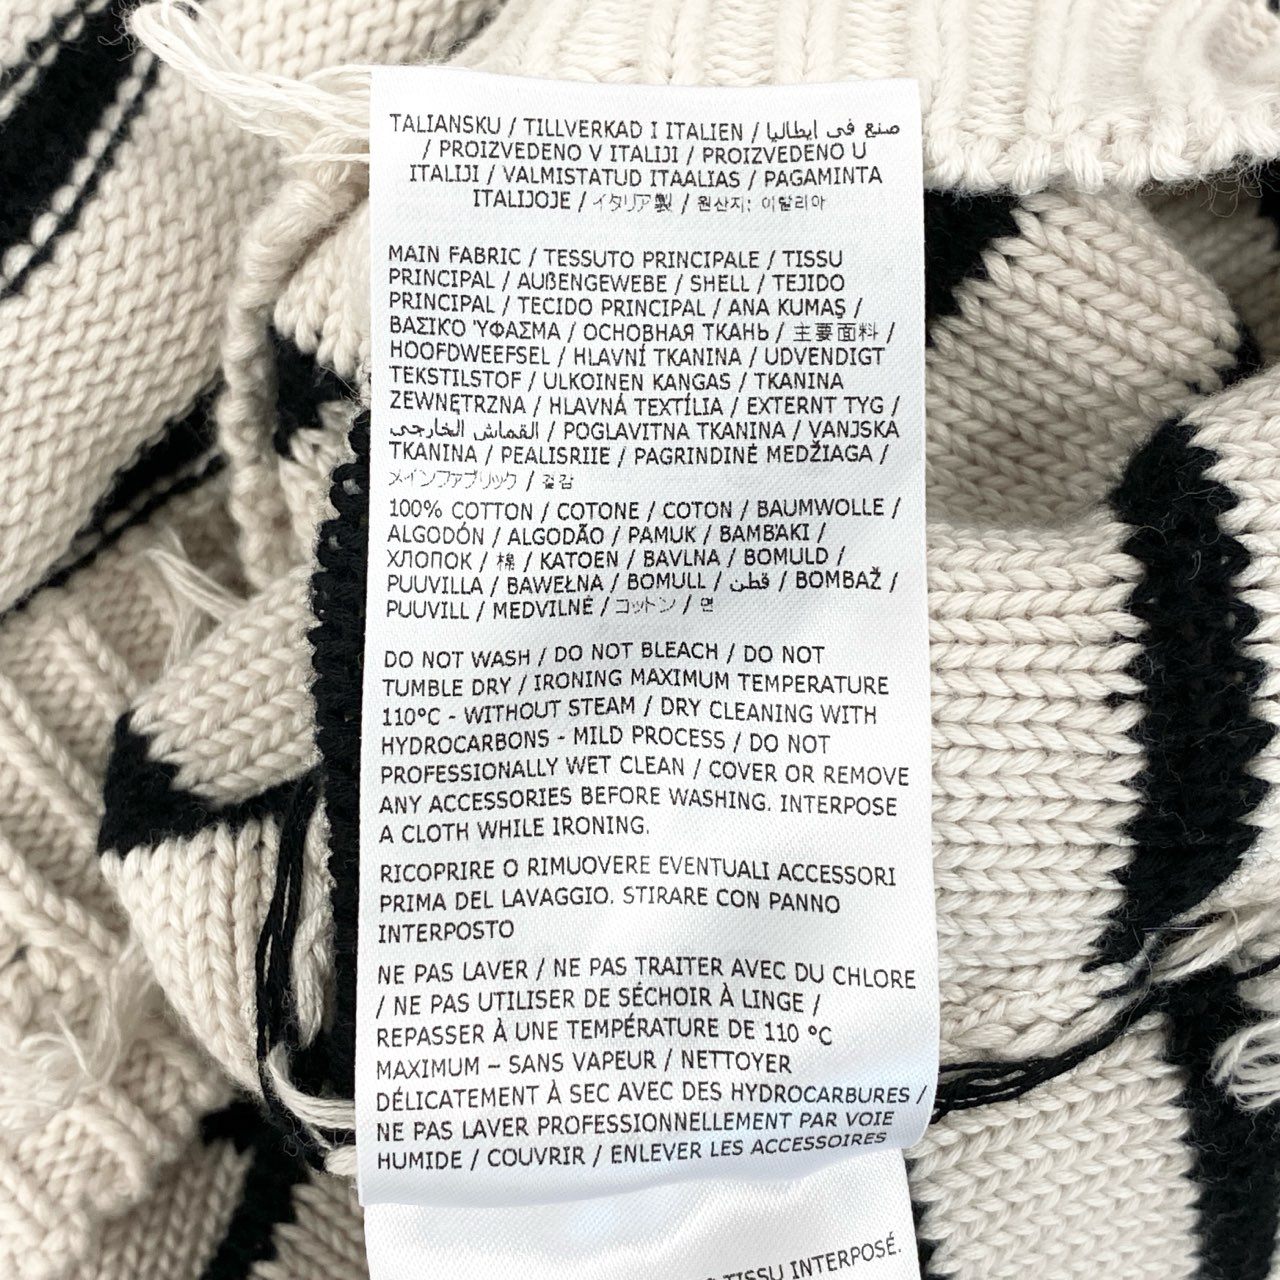 TALIANSKU / TILLVERKAD I ITALIEN / صنع في ايطاليا
/ PROIZVEDENO V ITALIJI / PROIZVEDENO U
ITALIJI / VALMISTATUD ITAALIAS / PAGAMINTA
ITALIJOJE / イタリア製 / 원산지: 이탈리아
MAIN FABRIC / TESSUTO PRINCIPALE / TISSU
PRINCIPAL / AUßENGEWEBE / SHELL / TEJIDO
PRINCIPAL / TECIDO PRINCIPAL / ANA KUMAŞ /
ΒΑΣΙΚΟ ΎΦΑΣΜΑ / ОСНОВНАЯ ТКАНЬ / 主要面料 /
HOOFDWEEFSEL / HLAVNÍ TKANINA / UDVENDIGT
TEKSTILSTOF / ULKOINEN KANGAS / TKANINA
ZEWNĘTRZNA / HLAVNÁ TEXTÍLIA / EXTERNT TYG /
القماش الخارجي / POGLAVITNA TKANINA / VANJSKA
TKANINA / PEALISRIIE / PAGRINDINĖ MEDŽIAGA /
メインファブリック / 겉감
100% COTTON / COTONE / COTON / BAUMWOLLE /
ALGODÓN / ALGODÃO / PAMUK / ΒΑΜΒΆΚΙ /
ХЛОПОК / 棉 / KATOEN / BAVLNA / BOMULD /
PUUVILLA / BAWEŁNA / BOMULL / قطن / BOMBAŽ /
PUUVILL / MEDVILNĖ / コットン / 면
DO NOT WASH / DO NOT BLEACH / DO NOT
TUMBLE DRY / IRONING MAXIMUM TEMPERATURE
110°C - WITHOUT STEAM / DRY CLEANING WITH
HYDROCARBONS - MILD PROCESS / DO NOT
PROFESSIONALLY WET CLEAN / COVER OR REMOVE
ANY ACCESSORIES BEFORE WASHING. INTERPOSE
A CLOTH WHILE IRONING.
RICOPRIRE O RIMUOVERE EVENTUALI ACCESSORI
PRIMA DEL LAVAGGIO. STIRARE CON PANNO
INTERPOSTO
NE PAS LAVER / NE PAS TRAITER AVEC DU CHLORE
/ NE PAS UTILISER DE SÉCHOIR À LINGE /
REPASSER À UNE TEMPÉRATURE DE 110 °C
MAXIMUM – SANS VAPEUR / NETTOYER
DÉLICATEMENT À SEC AVEC DES HYDROCARBURES /
NE PAS LAVER PROFESSIONNELLEMENT PAR VOIE
HUMIDE / COUVRIR / ENLEVER LES ACCESSOIRES
TISSU INTERPOSÉ.